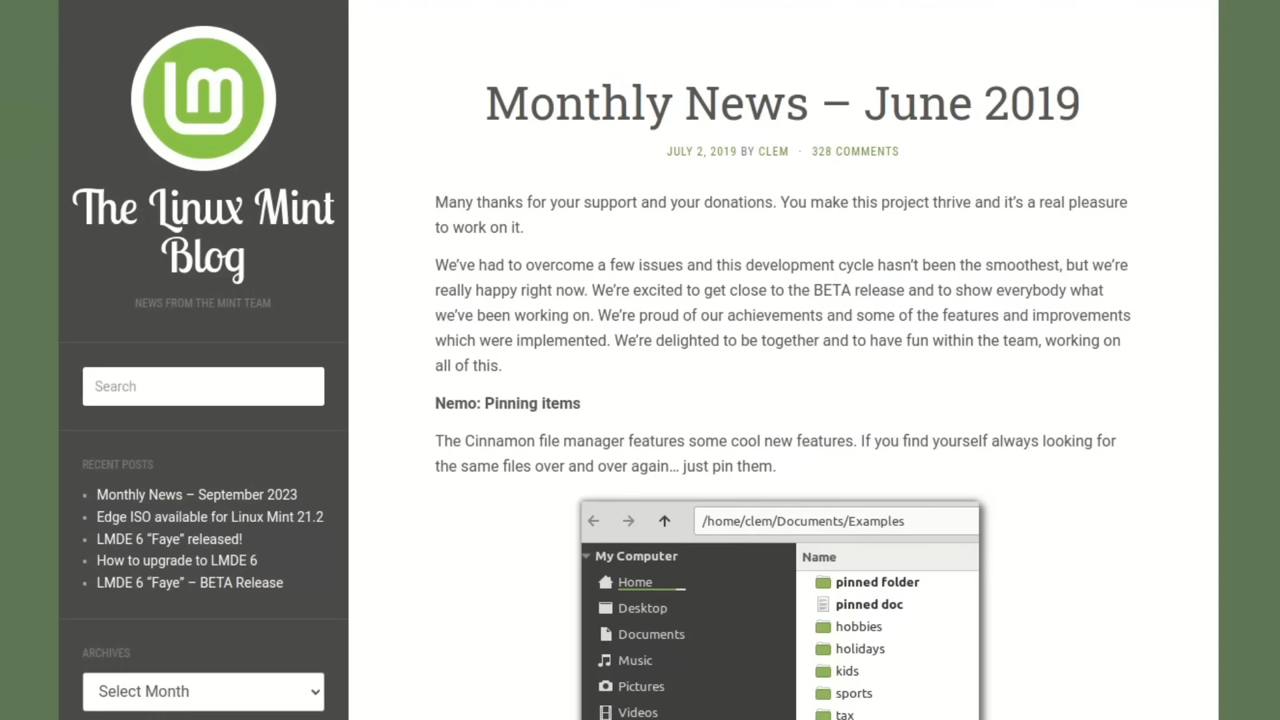 lm
The Linux Mint
Blog
NEWS FROM THE MINT TEAM
Search
RECENT POSTS
Monthly News – September 2023
Edge ISO available for Linux Mint 21.2
LMDE 6 “Faye” released!
How to upgrade to LMDE 6
LMDE 6 “Faye” – BETA Release
ARCHIVES
Select Month
Monthly News – June 2019
JULY 2, 2019 BY CLEM · 328 COMMENTS
Many thanks for your support and your donations. You make this project thrive and it’s a real pleasure
to work on it.
We’ve had to overcome a few issues and this development cycle hasn’t been the smoothest, but we’re
really happy right now. We’re excited to get close to the BETA release and to show everybody what
we’ve been working on. We’re proud of our achievements and some of the features and improvements
which were implemented. We’re delighted to be together and to have fun within the team, working on
all of this.
Nemo: Pinning items
The Cinnamon file manager features some cool new features. If you find yourself always looking for
the same files over and over again… just pin them.
/home/clem/Documents/Examples
My Computer
Home
Desktop
Documents
Music
Pictures
Videos
Name
pinned folder
pinned doc
hobbies
holidays
kids
sports
tax